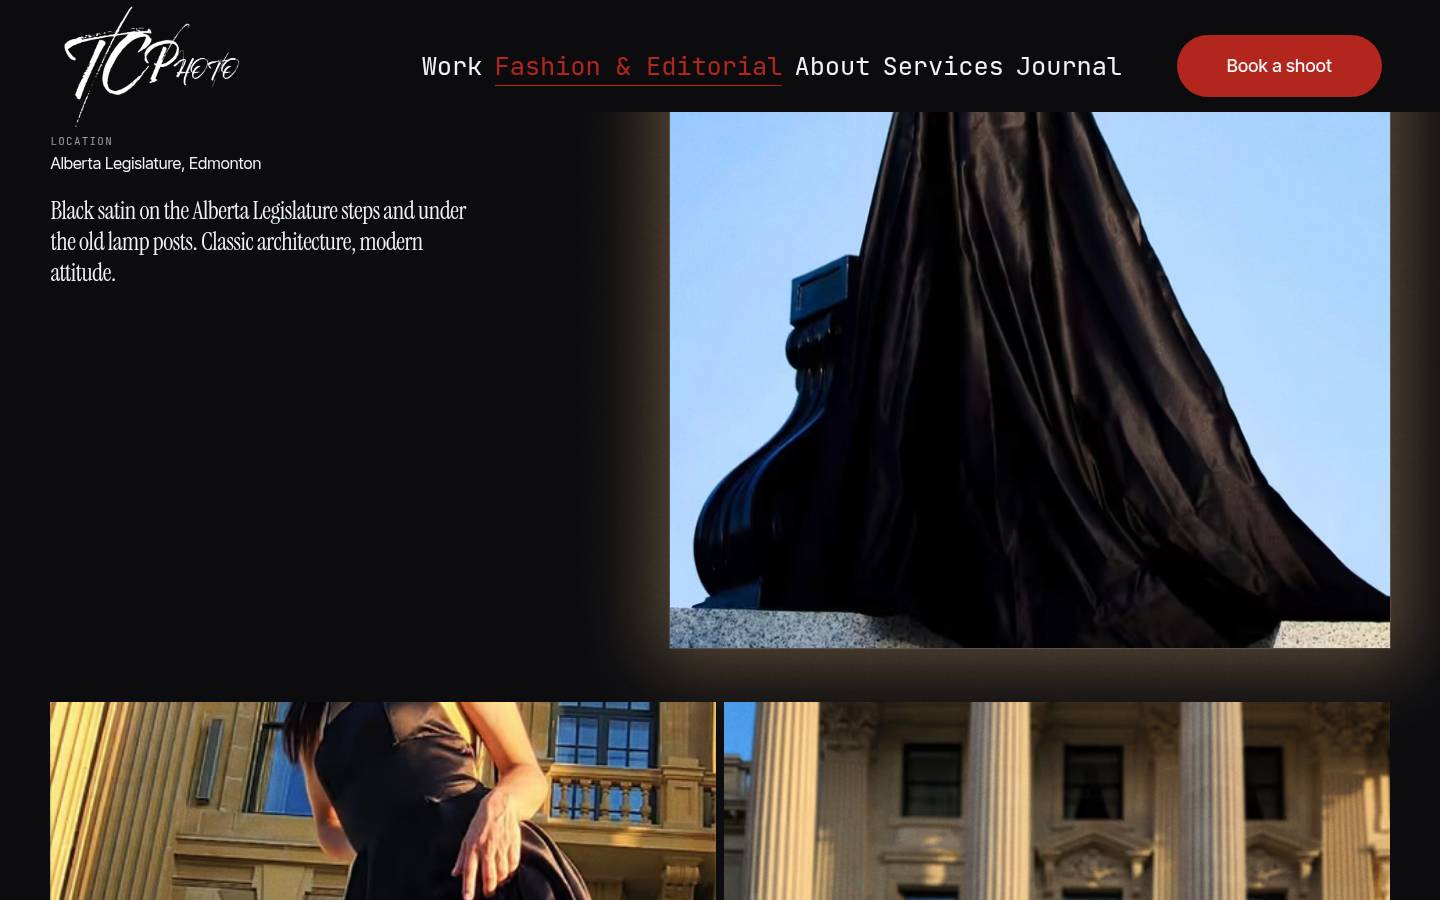 TCPHOTO
Work Fashion & Editorial About Services Journal
Book a shoot
LOCATION
Alberta Legislature, Edmonton
Black satin on the Alberta Legislature steps and under
the old lamp posts. Classic architecture, modern
attitude.